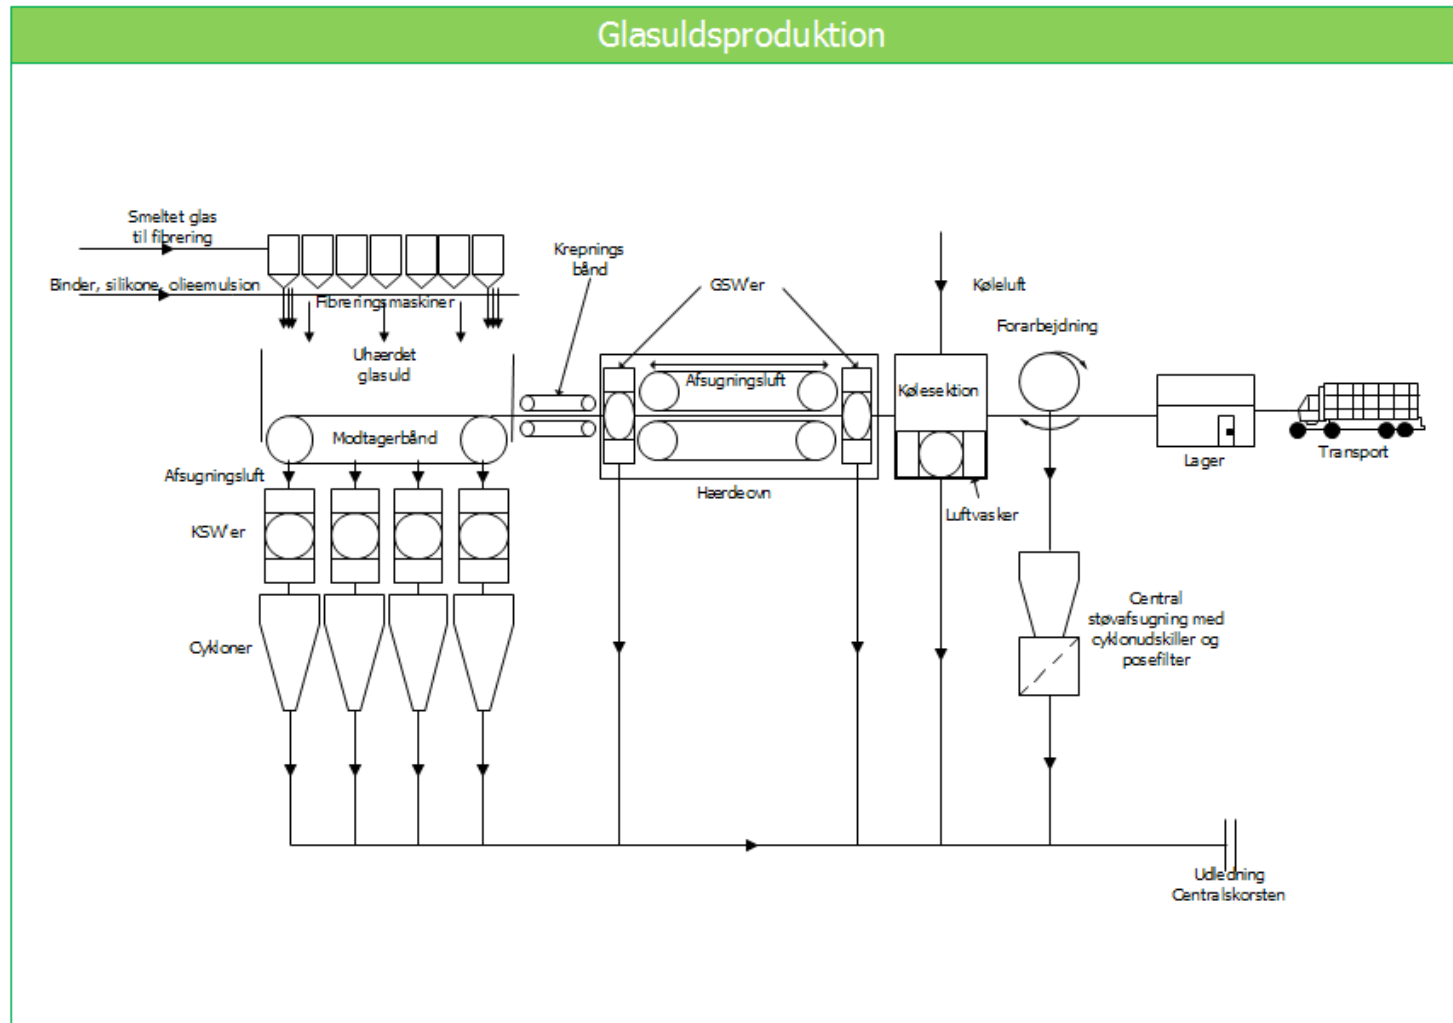 Glasuldsproduktion
Smeltet glas
til fibrering
Binder, silikone, olieemulsion
Fibreringsmaskiner
Uhærdet
glasuld
Modtagerbånd
Afsugningsluft
KSW'er
Cykloner
Krepnings
bånd
GSW'er
Afsugningsluft
Hærdeovn
Køleluft
Kølesektion
Luftvasker
Forarbejdning
Central
støvafsugning med
cyklonudskiller og
posefilter
Lager
Transport
Udledning
Centralskorsten